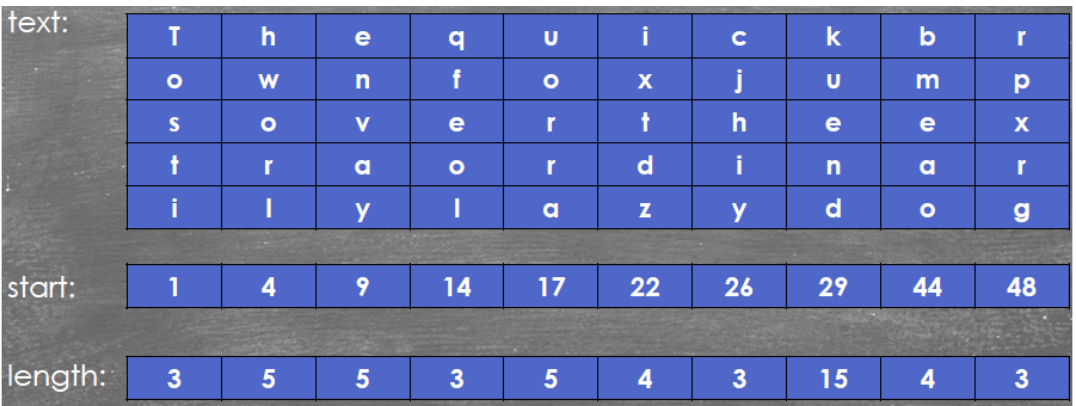 text: T h e q u i c k b r
o w n f o x j u m p
s o v e r t h e e x
t r a o r d i n a r
i l y l a z y d o g
start: 1 4 9 14 17 22 26 29 44 48
length: 3 5 5 3 5 4 3 15 4 3